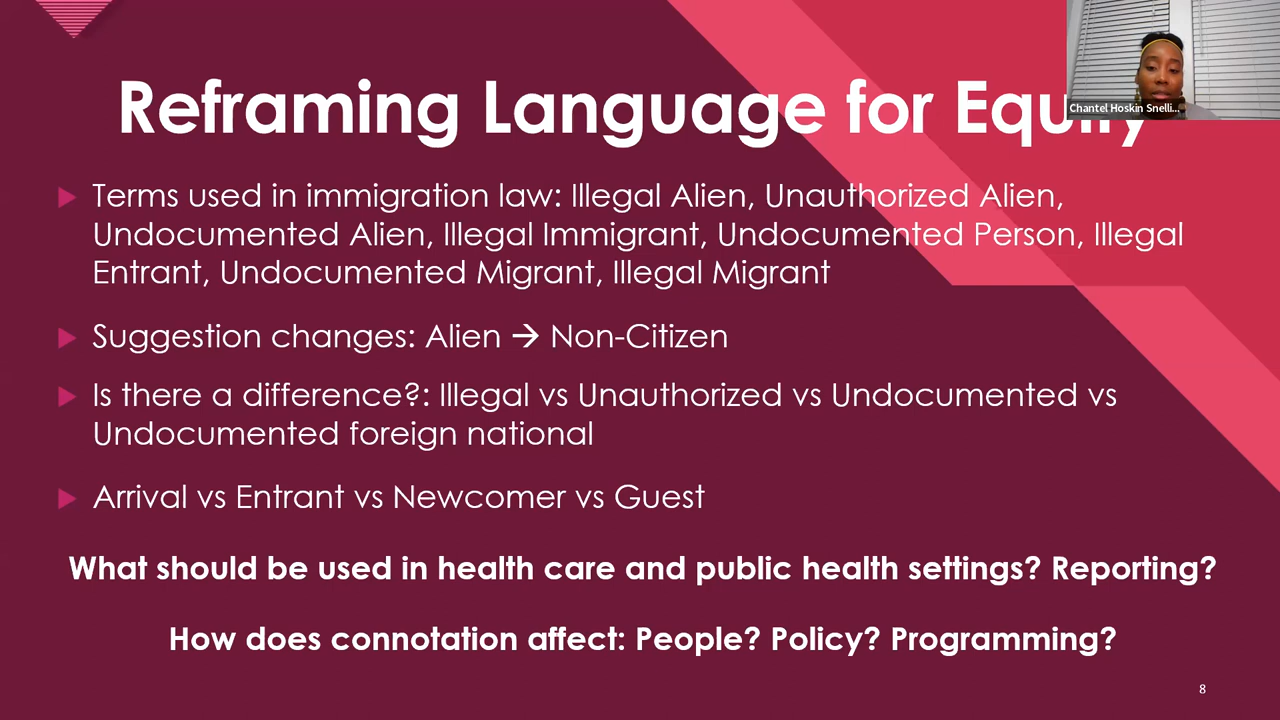 Reframing Language for Equity
Chantel Hoskin Snelli...
Terms used in immigration law: Illegal Alien, Unauthorized Alien,
Undocumented Alien, Illegal Immigrant, Undocumented Person, Illegal
Entrant, Undocumented Migrant, Illegal Migrant
Suggestion changes: Alien → Non-Citizen
Is there a difference?: Illegal vs Unauthorized vs Undocumented vs
Undocumented foreign national
Arrival vs Entrant vs Newcomer vs Guest
What should be used in health care and public health settings? Reporting?
How does connotation affect: People? Policy? Programming?
8